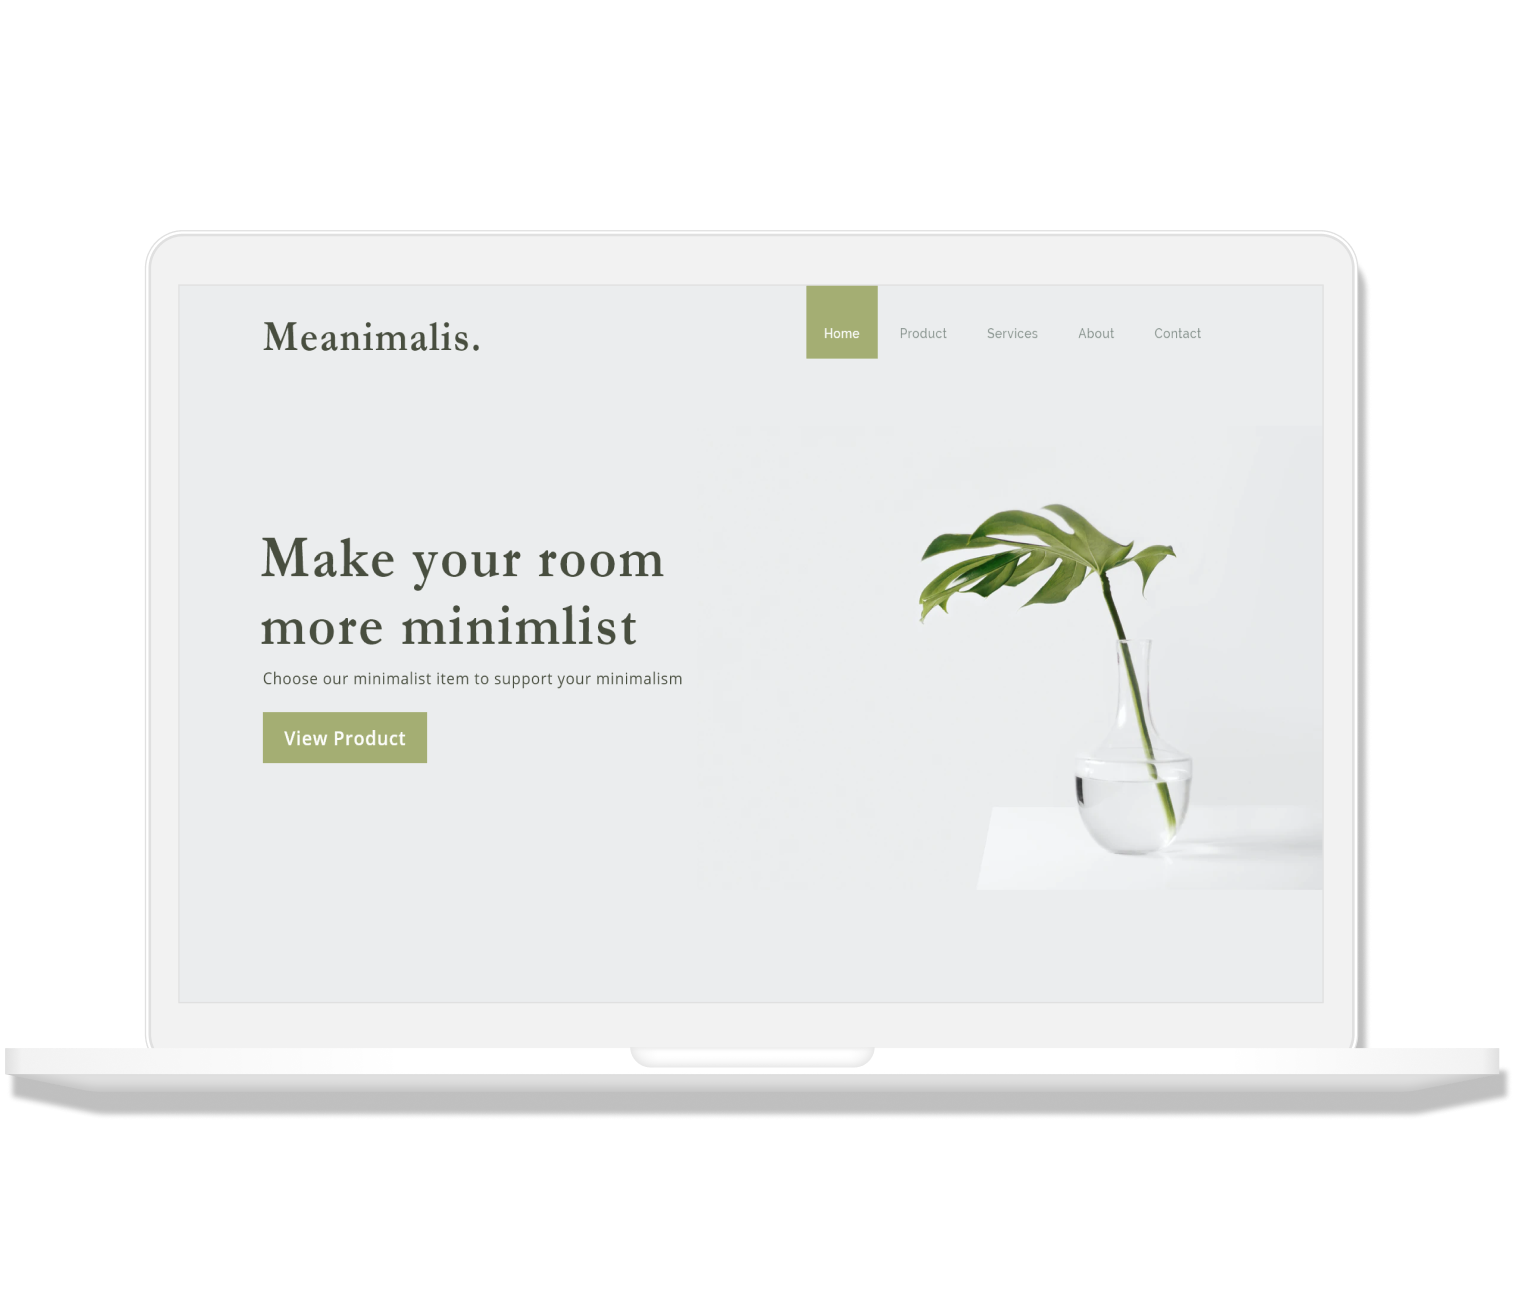 Meanimalis.
Home Product Services About Contact
Make your room
more minimlist
Choose our minimalist item to support your minimalism
View Product